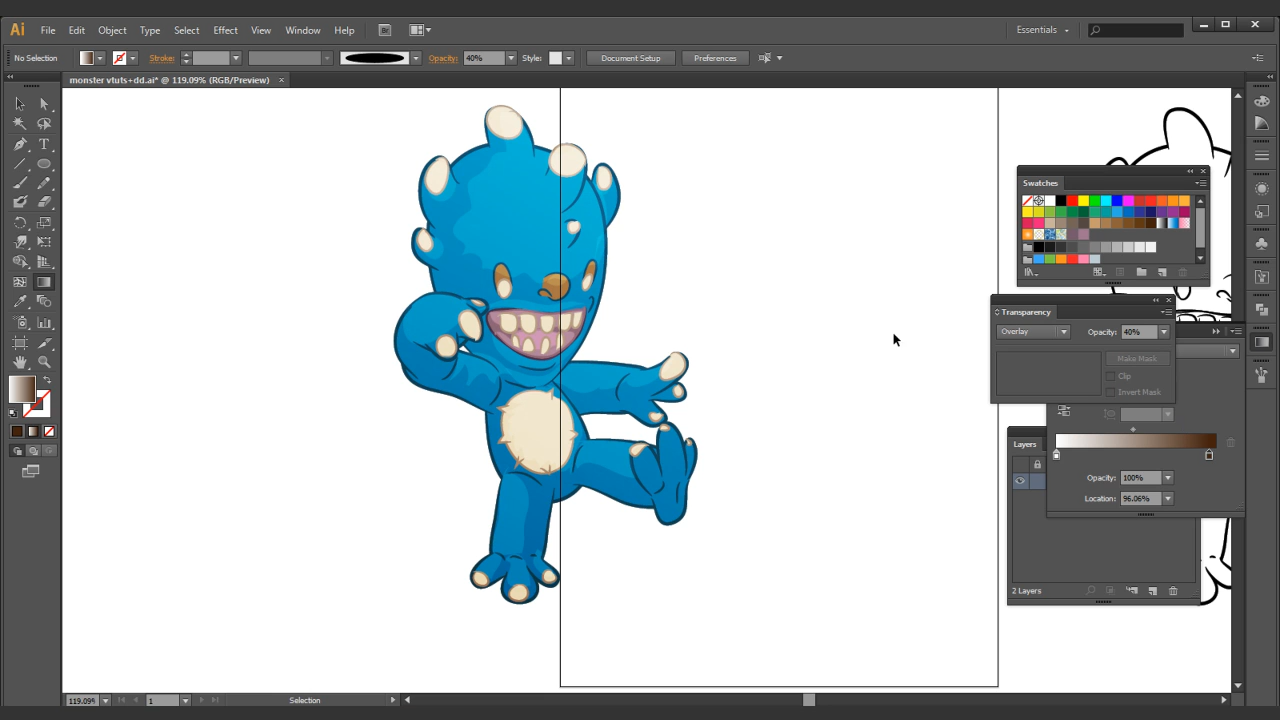 Ai File Edit Object Type Select Effect View Window Help Essentials
No Selection Stroke: Opacity: 40% Style: Document Setup Preferences
monster vtuts+dd.ai* @ 119.09% (RGB/Preview) ×
Swatches
Transparency
Overlay Opacity: 40%
Make Mask
Clip
Invert Mask
Layers
Opacity: 100%
Location: 96.06%
2 Layers
119.09% 1 Selection